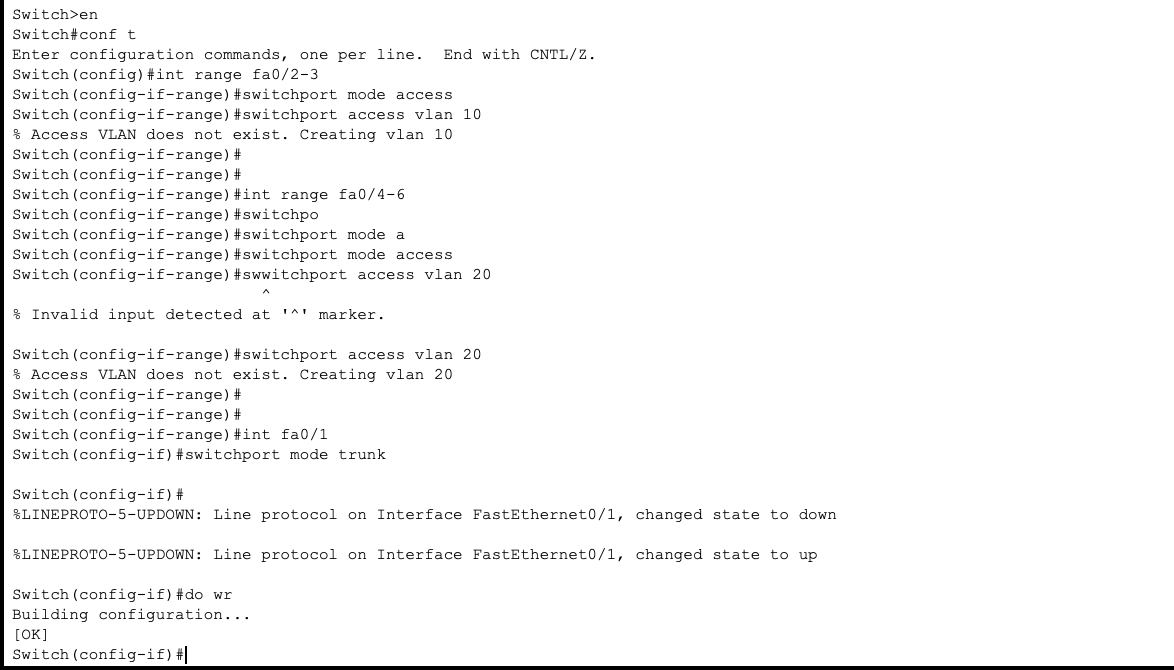 Switch>en
Switch#conf t
Enter configuration commands, one per line.  End with CNTL/Z.
Switch(config)#int range fa0/2-3
Switch(config-if-range)#switchport mode access
Switch(config-if-range)#switchport access vlan 10
% Access VLAN does not exist. Creating vlan 10
Switch(config-if-range)#
Switch(config-if-range)#
Switch(config-if-range)#int range fa0/4-6
Switch(config-if-range)#switchpo
Switch(config-if-range)#switchport mode a
Switch(config-if-range)#switchport mode access
Switch(config-if-range)#swwitchport access vlan 20
                          ^
% Invalid input detected at '^' marker.

Switch(config-if-range)#switchport access vlan 20
% Access VLAN does not exist. Creating vlan 20
Switch(config-if-range)#
Switch(config-if-range)#
Switch(config-if-range)#int fa0/1
Switch(config-if)#switchport mode trunk

Switch(config-if)#
%LINEPROTO-5-UPDOWN: Line protocol on Interface FastEthernet0/1, changed state to down

%LINEPROTO-5-UPDOWN: Line protocol on Interface FastEthernet0/1, changed state to up

Switch(config-if)#do wr
Building configuration...
[OK]
Switch(config-if)#